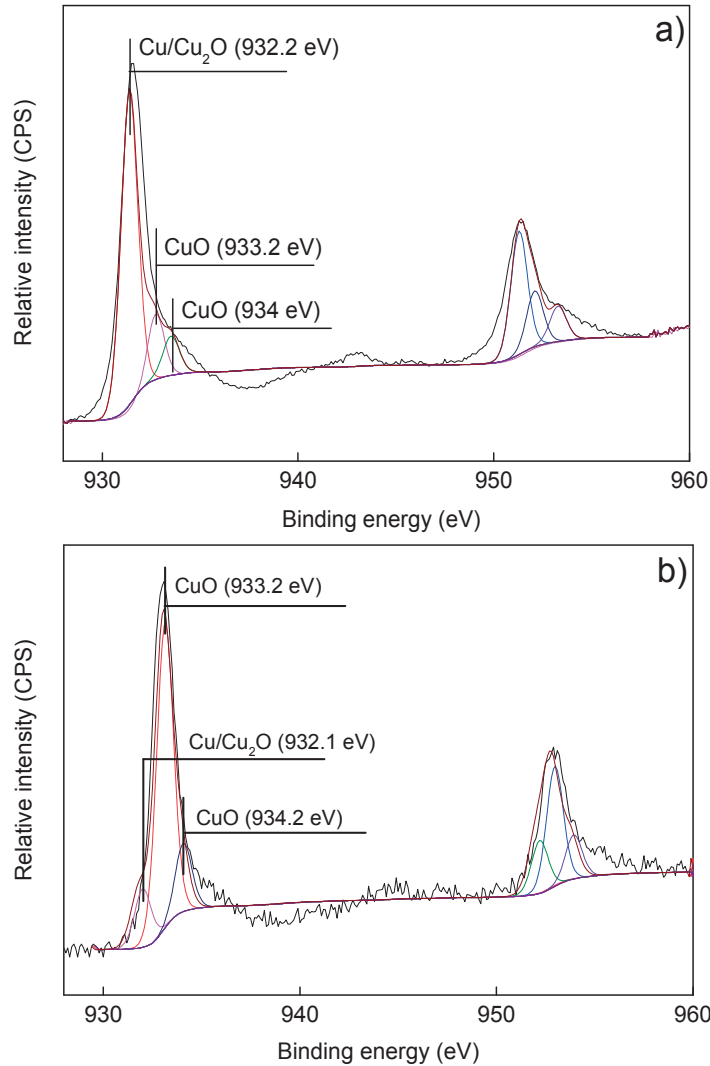 a)
Cu/Cu₂O (932.2 eV)
CuO (933.2 eV)
CuO (934 eV)
Relative intensity (CPS)
930 940 950 960
Binding energy (eV)
b)
CuO (933.2 eV)
Cu/Cu₂O (932.1 eV)
CuO (934.2 eV)
Relative intensity (CPS)
930 940 950 960
Binding energy (eV)